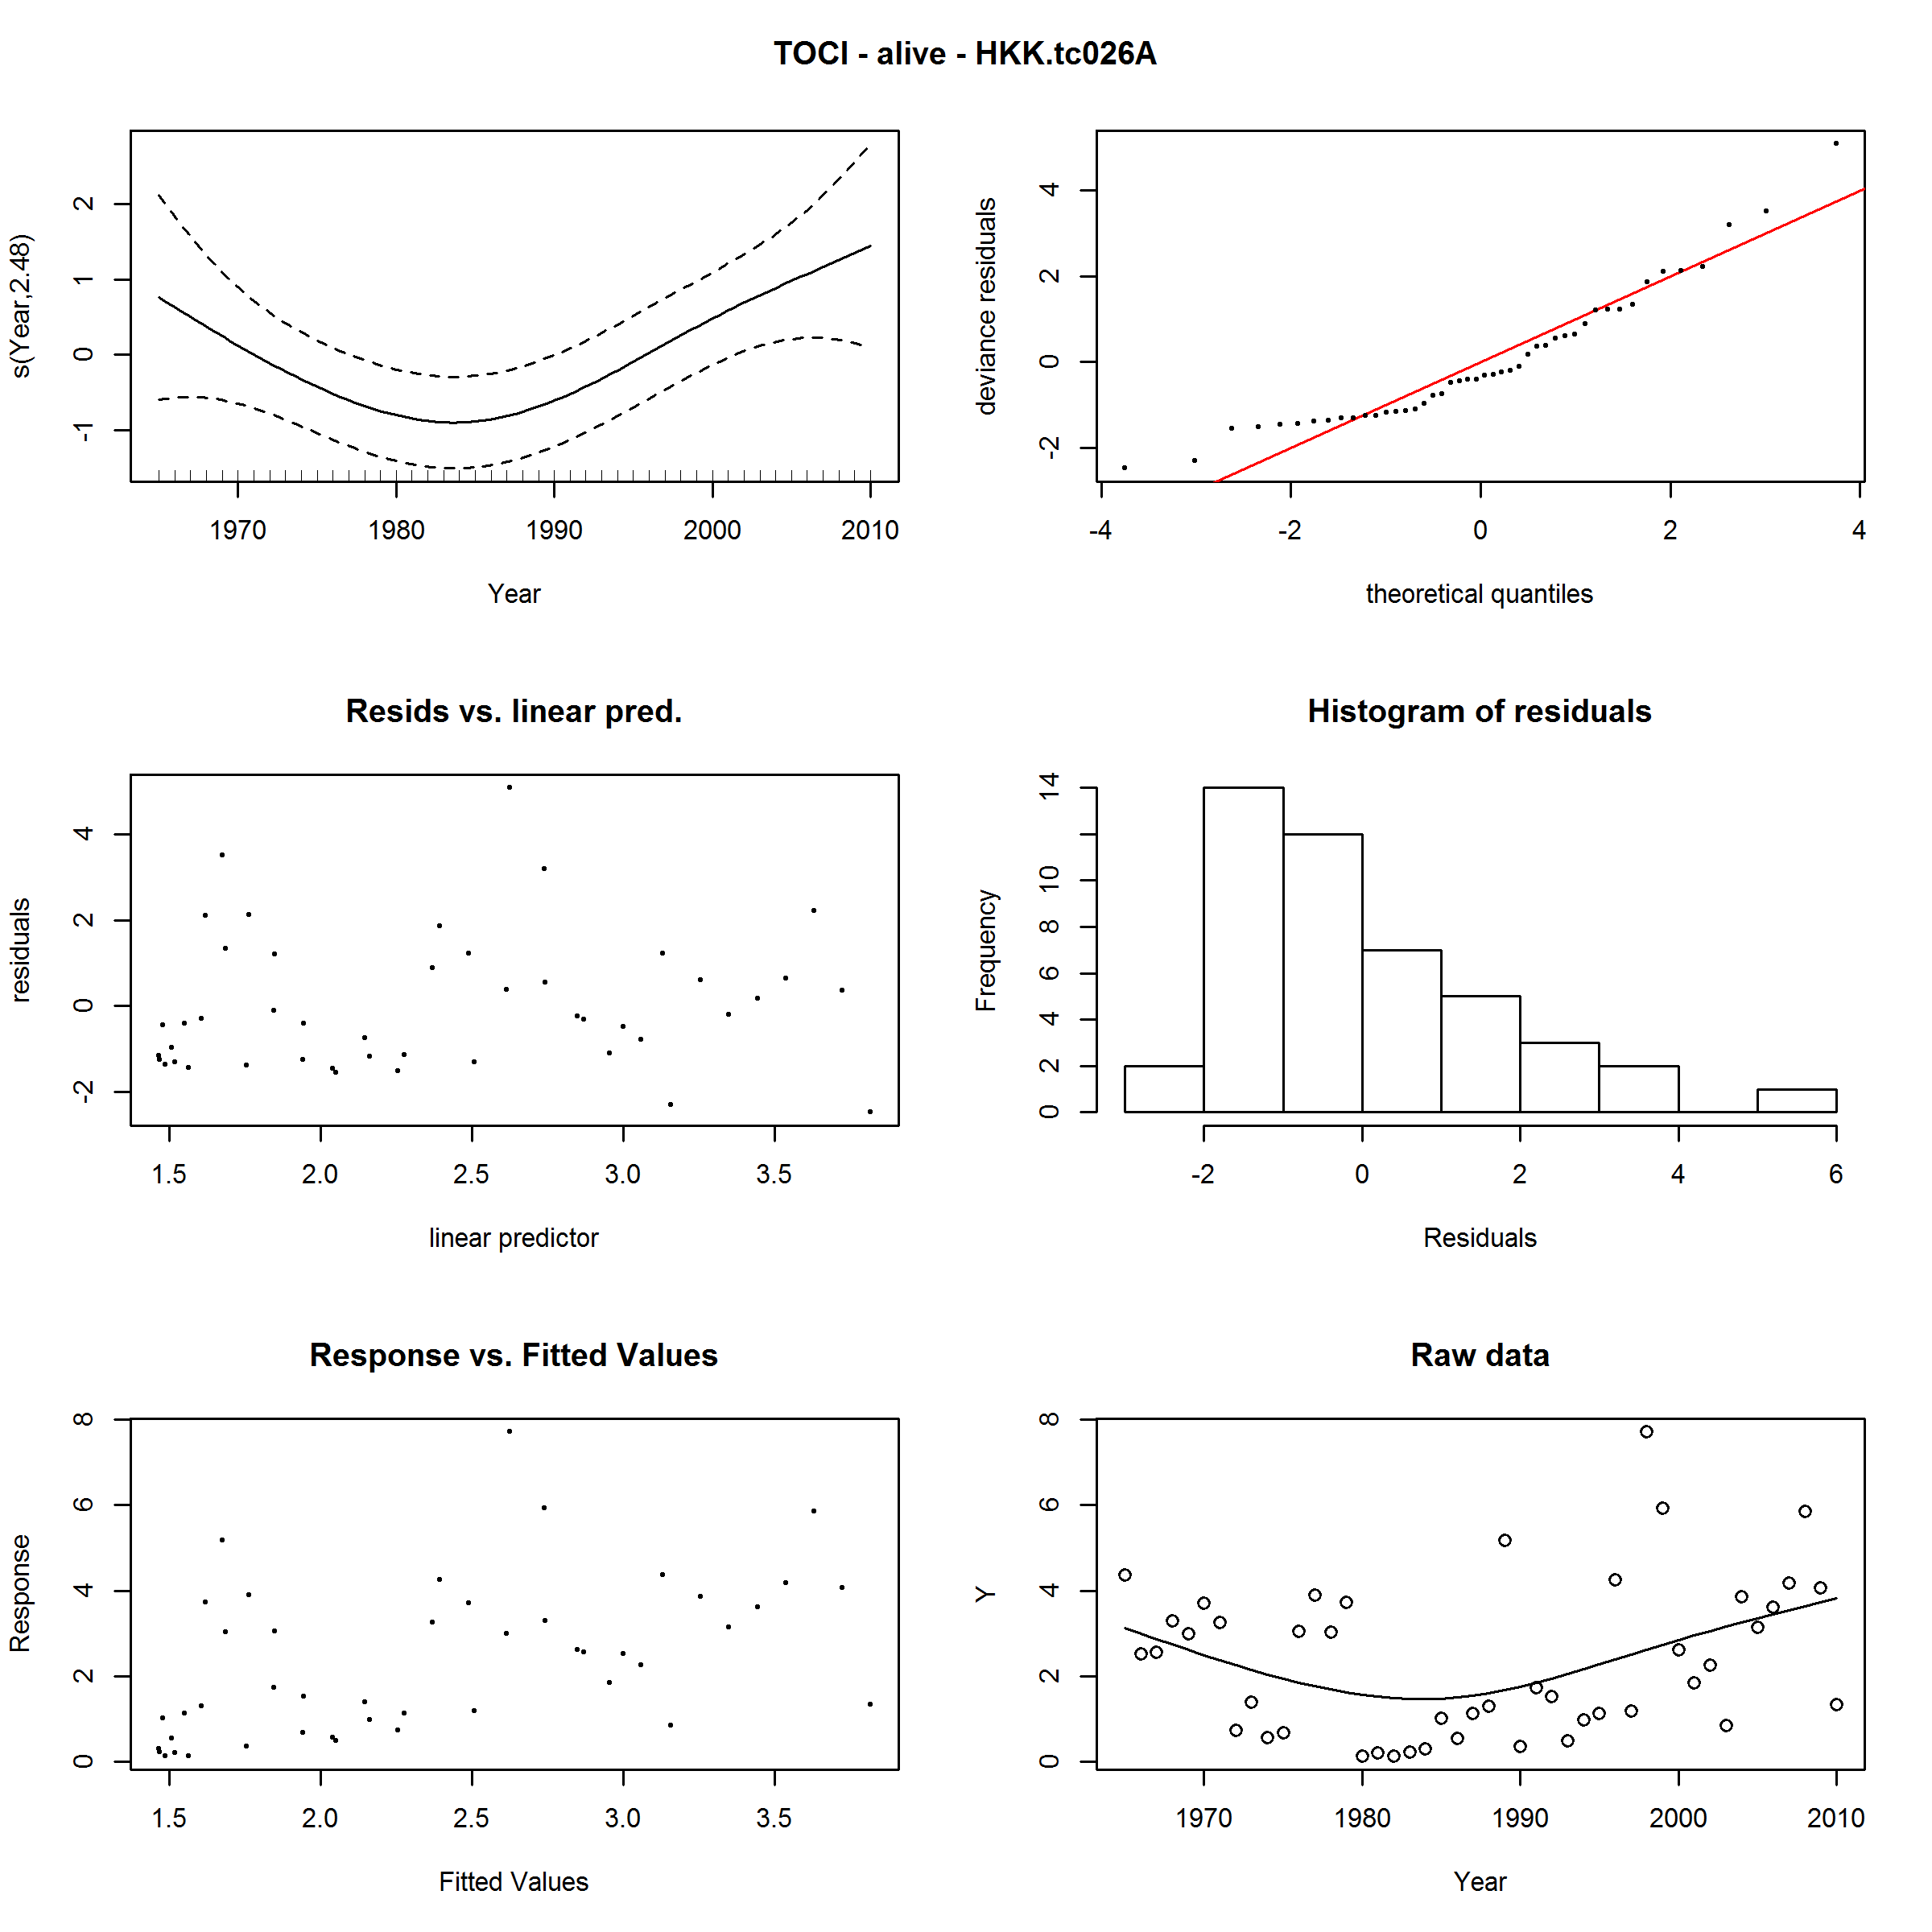 TOCI - alive - HKK.tc026A
s(Year,2.48)
2
1
0
-1
1970 1980 1990 2000 2010
Year
deviance residuals
4
2
0
-2
-4 -2 0 2 4
theoretical quantiles
Resids vs. linear pred.
residuals
4
2
0
-2
1.5 2.0 2.5 3.0 3.5
linear predictor
Histogram of residuals
Frequency
14
10
8
6
4
2
0
-2 0 2 4 6
Residuals
Response vs. Fitted Values
Response
8
6
4
2
0
1.5 2.0 2.5 3.0 3.5
Fitted Values
Raw data
Y
8
6
4
2
0
1970 1980 1990 2000 2010
Year